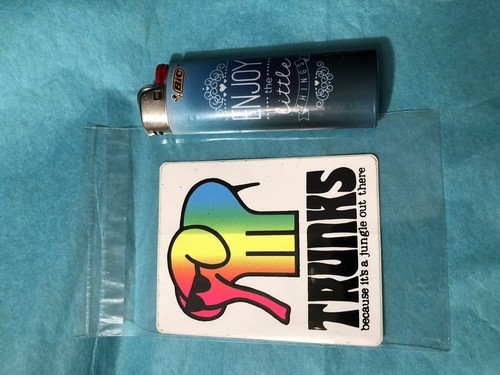 BIC
ENJOY
the
little
THINGS
TRUNKS
because it's a jungle out there